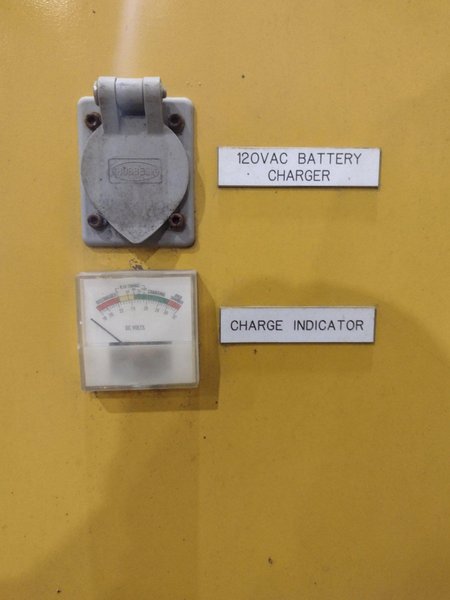 120VAC BATTERY
CHARGER
DC VOLTS
CHARGE INDICATOR